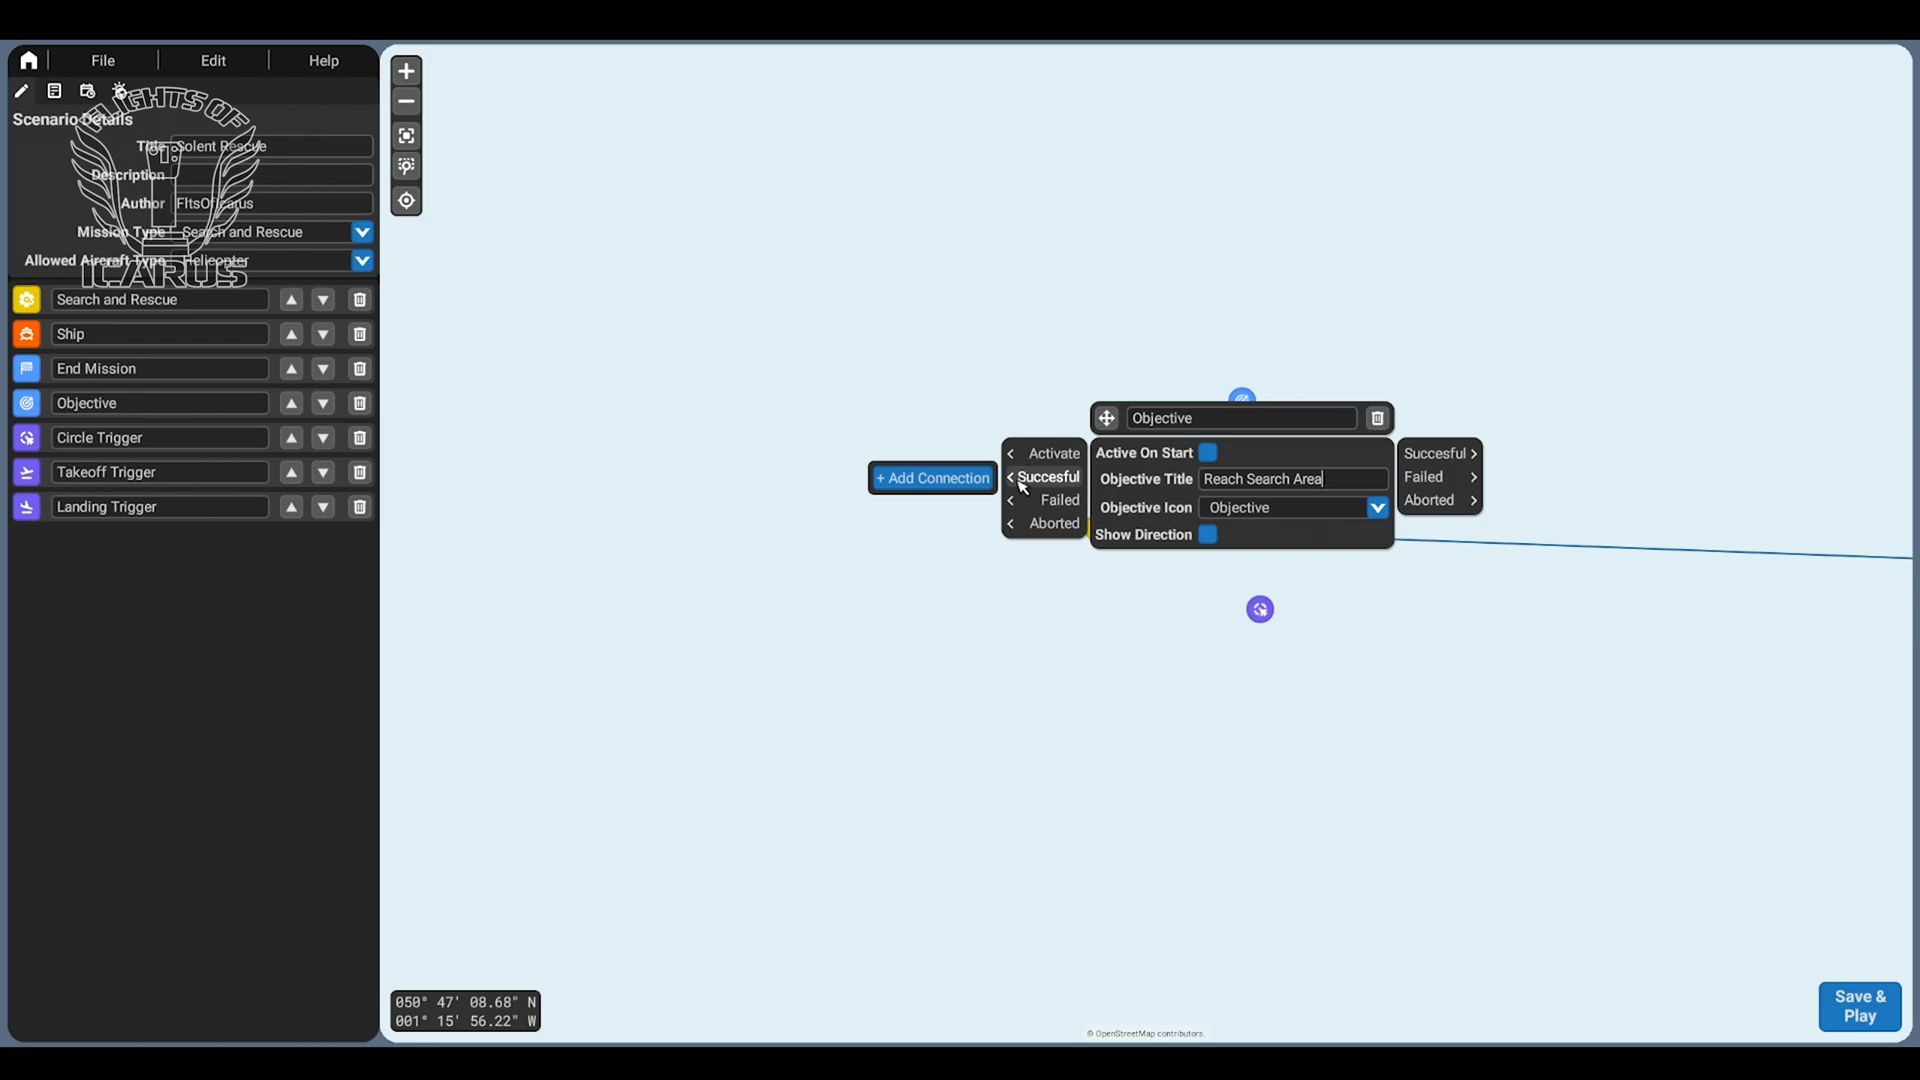 File
Edit
Help
Scenario Details
Title Solent Rescue
Description
Author FltsOfIcarus
Mission Type Search and Rescue
Allowed Aircraft Type Helicopter
FLIGHTS OF
ICARUS
Search and Rescue
Ship
End Mission
Objective
Circle Trigger
Takeoff Trigger
Landing Trigger
Objective
+ Add Connection
< Activate
< Succesful
< Failed
< Aborted
Active On Start
Objective Title Reach Search Area
Objective Icon Objective
Show Direction
Succesful >
Failed >
Aborted >
050° 47' 08.68" N
001° 15' 56.22" W
© OpenStreetMap contributors.
Save &
Play